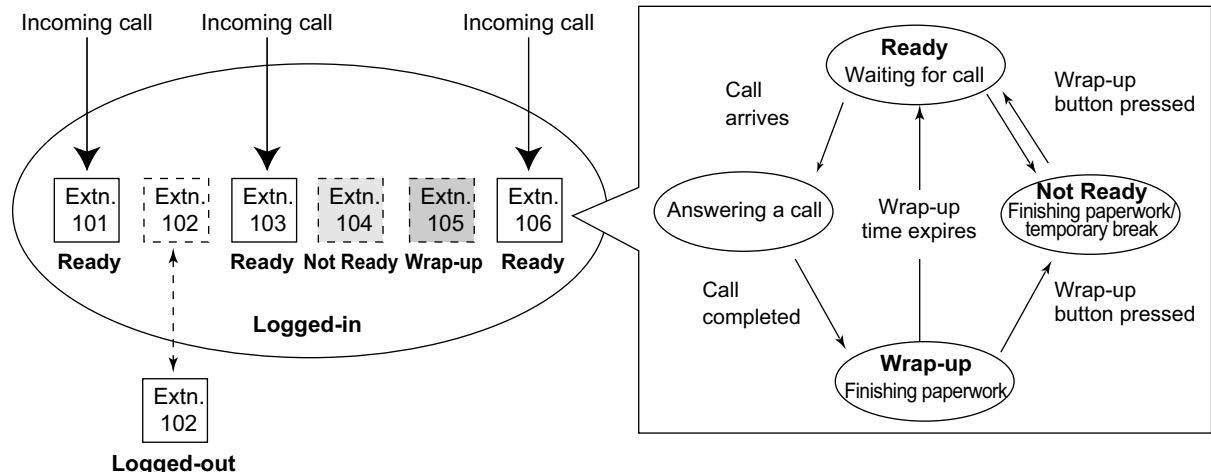 Incoming call
Incoming call
Incoming call
Extn.
101
Extn.
102
Extn.
103
Extn.
104
Extn.
105
Extn.
106
Ready
Ready
Not Ready
Wrap-up
Ready
Logged-in
Extn.
102
Logged-out
Ready
Waiting for call
Call
arrives
Wrap-up
button pressed
Answering a call
Wrap-up
time expires
Not Ready
Finishing paperwork/
temporary break
Call
completed
Wrap-up
button pressed
Wrap-up
Finishing paperwork